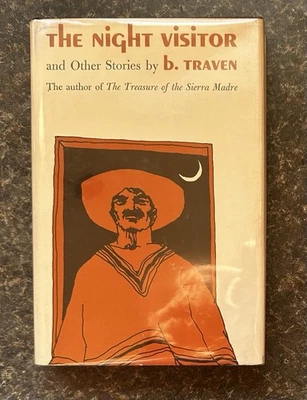 THE NIGHT VISITOR
and Other Stories by b. TRAVEN
The author of The Treasure of the Sierra Madre